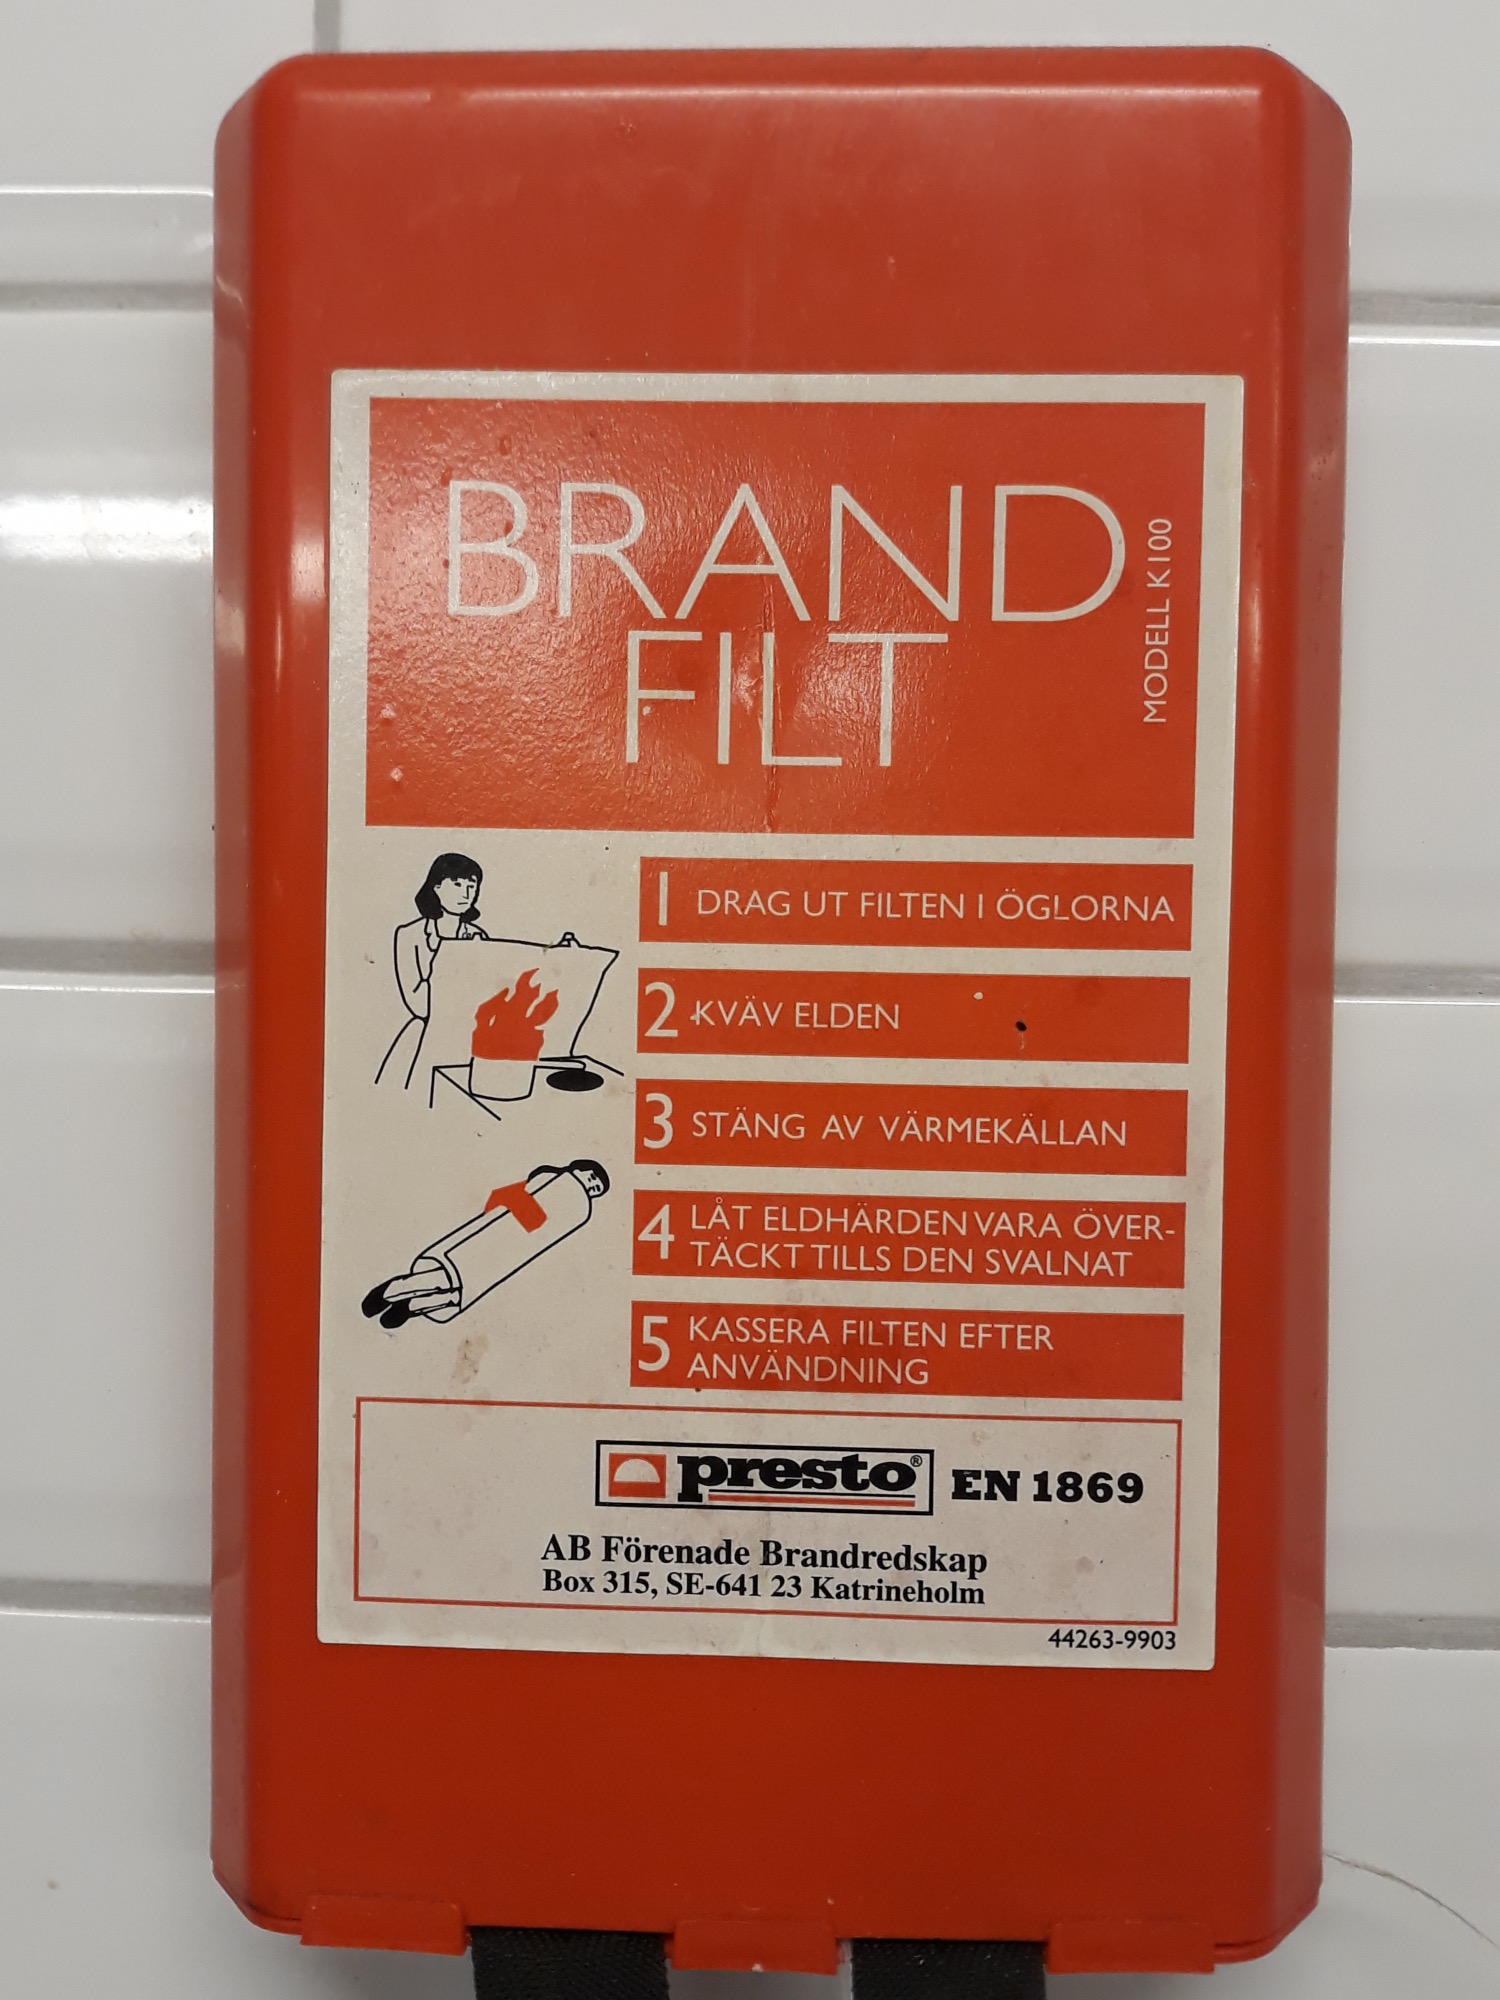 BRAND
FILT
MODELL K100
1 DRAG UT FILTEN I ÖGLORNA
2 KVÄV ELDEN
3 STÄNG AV VÄRMEKÄLLAN
4 LÅT ELDHÄRDEN VARA ÖVER-
TÄCKT TILLS DEN SVALNAT
5 KASSERA FILTEN EFTER
ANVÄNDNING
presto® EN 1869
AB Förenade Brandredskap
Box 315, SE-641 23 Katrineholm
44263-9903